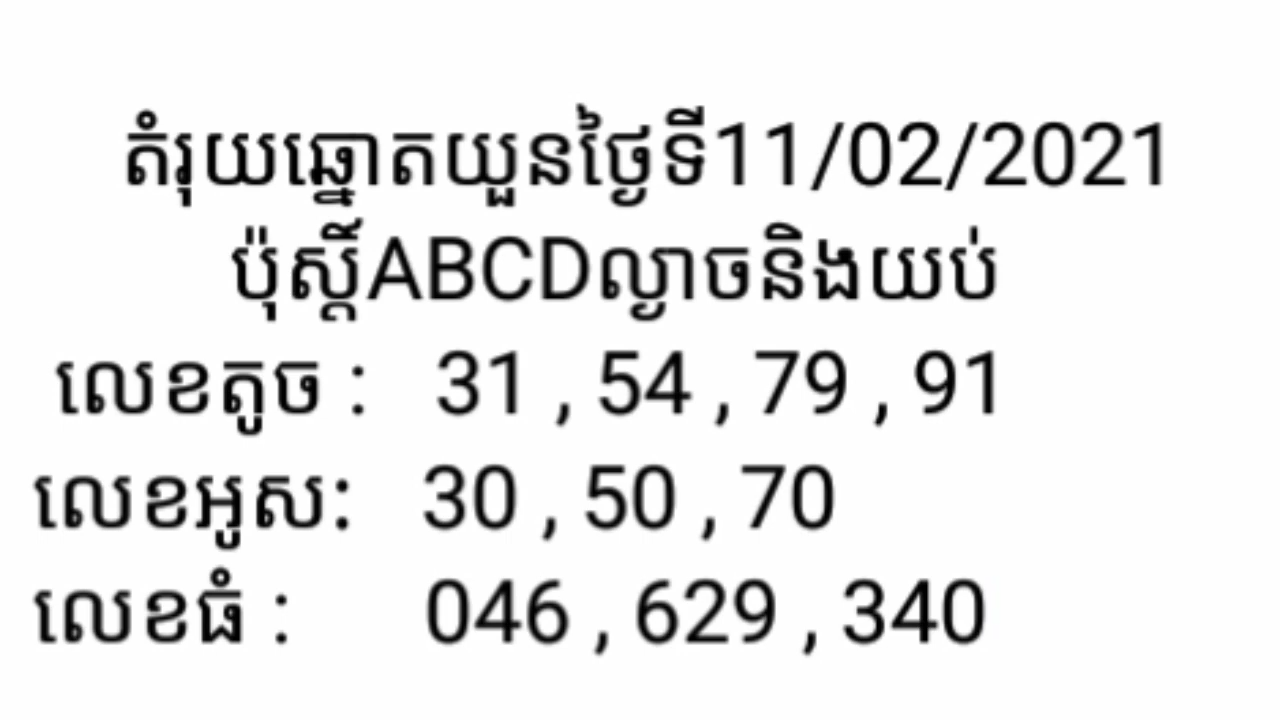 តំរុយឆ្នោតយួនថ្ងៃទី11/02/2021
ប៉ុស្តិ៍ABCDល្ងាចនិងយប់
លេខតូច : 31 , 54 , 79 , 91
លេខអូស: 30 , 50 , 70
លេខធំ : 046 , 629 , 340